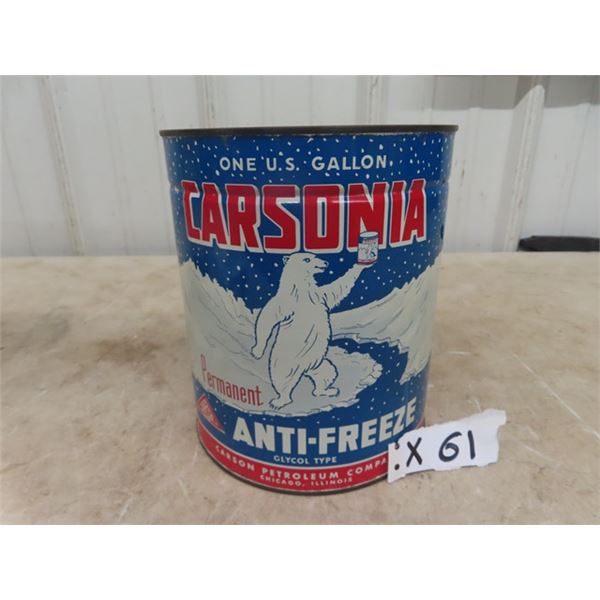 ONE U.S. GALLON
CARSONIA
Permanent
ANTI-FREEZE
GLYCOL TYPE
CARSON PETROLEUM COMPA
CHICAGO, ILLINOIS
X 61